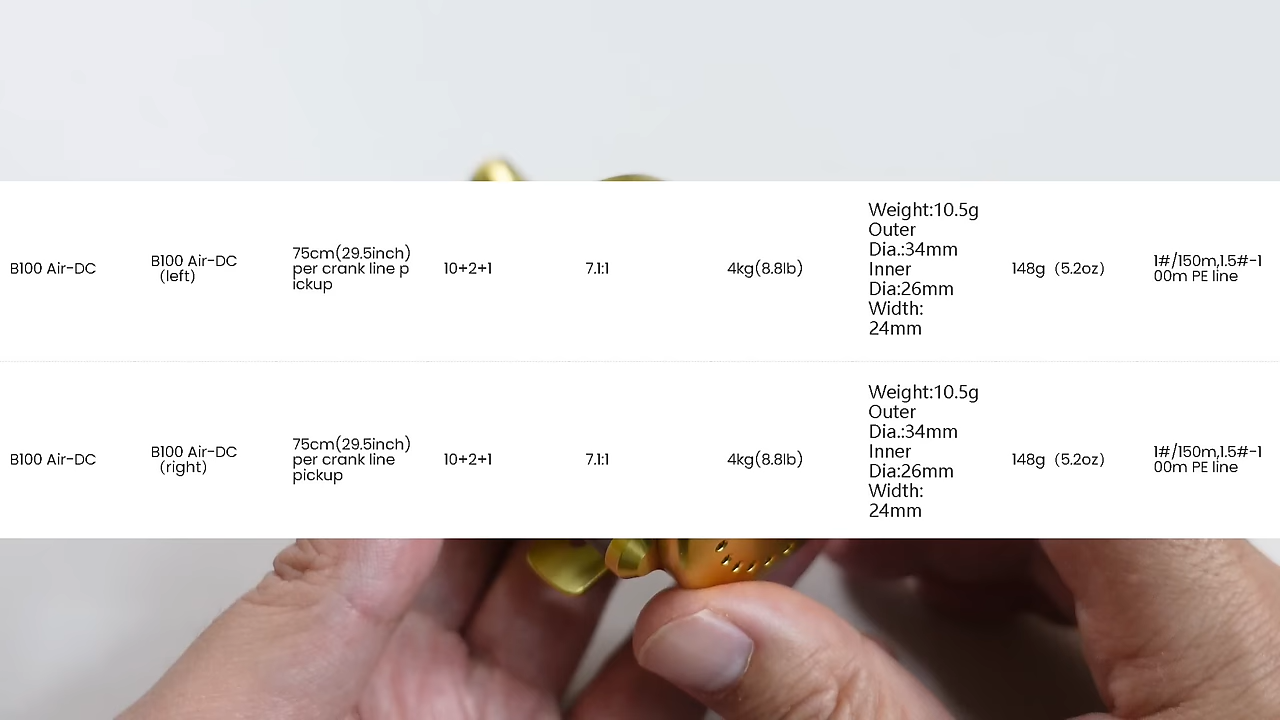 B100 Air-DC
B100 Air-DC
(left)
75cm(29.5inch)
per crank line p
ickup
10+2+1
7.1:1
4kg(8.8lb)
Weight:10.5g
Outer
Dia.:34mm
Inner
Dia:26mm
Width:
24mm
148g (5.2oz)
1#/150m,1.5#-1
00m PE line
B100 Air-DC
B100 Air-DC
(right)
75cm(29.5inch)
per crank line
pickup
10+2+1
7.1:1
4kg(8.8lb)
Weight:10.5g
Outer
Dia.:34mm
Inner
Dia:26mm
Width:
24mm
148g (5.2oz)
1#/150m,1.5#-1
00m PE line